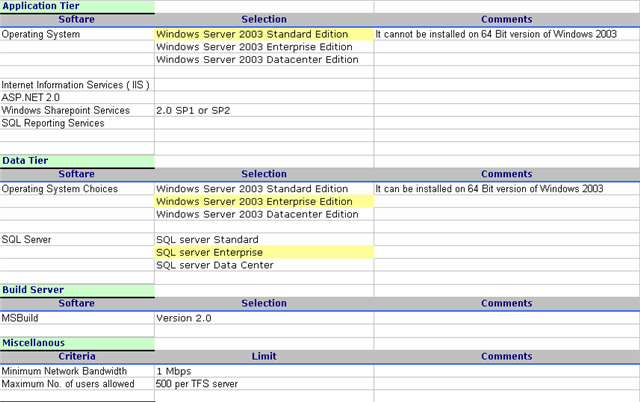 Application Tier
Softare Selection Comments
Operating System Windows Server 2003 Standard Edition It cannot be installed on 64 Bit version of Windows 2003
Windows Server 2003 Enterprise Edition
Windows Server 2003 Datacenter Edition
Internet Information Services ( IIS )
ASP.NET 2.0
Windows Sharepoint Services 2.0 SP1 or SP2
SQL Reporting Services
Data Tier
Softare Selection Comments
Operating System Choices Windows Server 2003 Standard Edition It can be installed on 64 Bit version of Windows 2003
Windows Server 2003 Enterprise Edition
Windows Server 2003 Datacenter Edition
SQL Server SQL server Standard
SQL server Enterprise
SQL server Data Center
Build Server
Softare Selection Comments
MSBuild Version 2.0
Miscellanous
Criteria Limit Comments
Minimum Network Bandwidth 1 Mbps
Maximum No. of users allowed 500 per TFS server